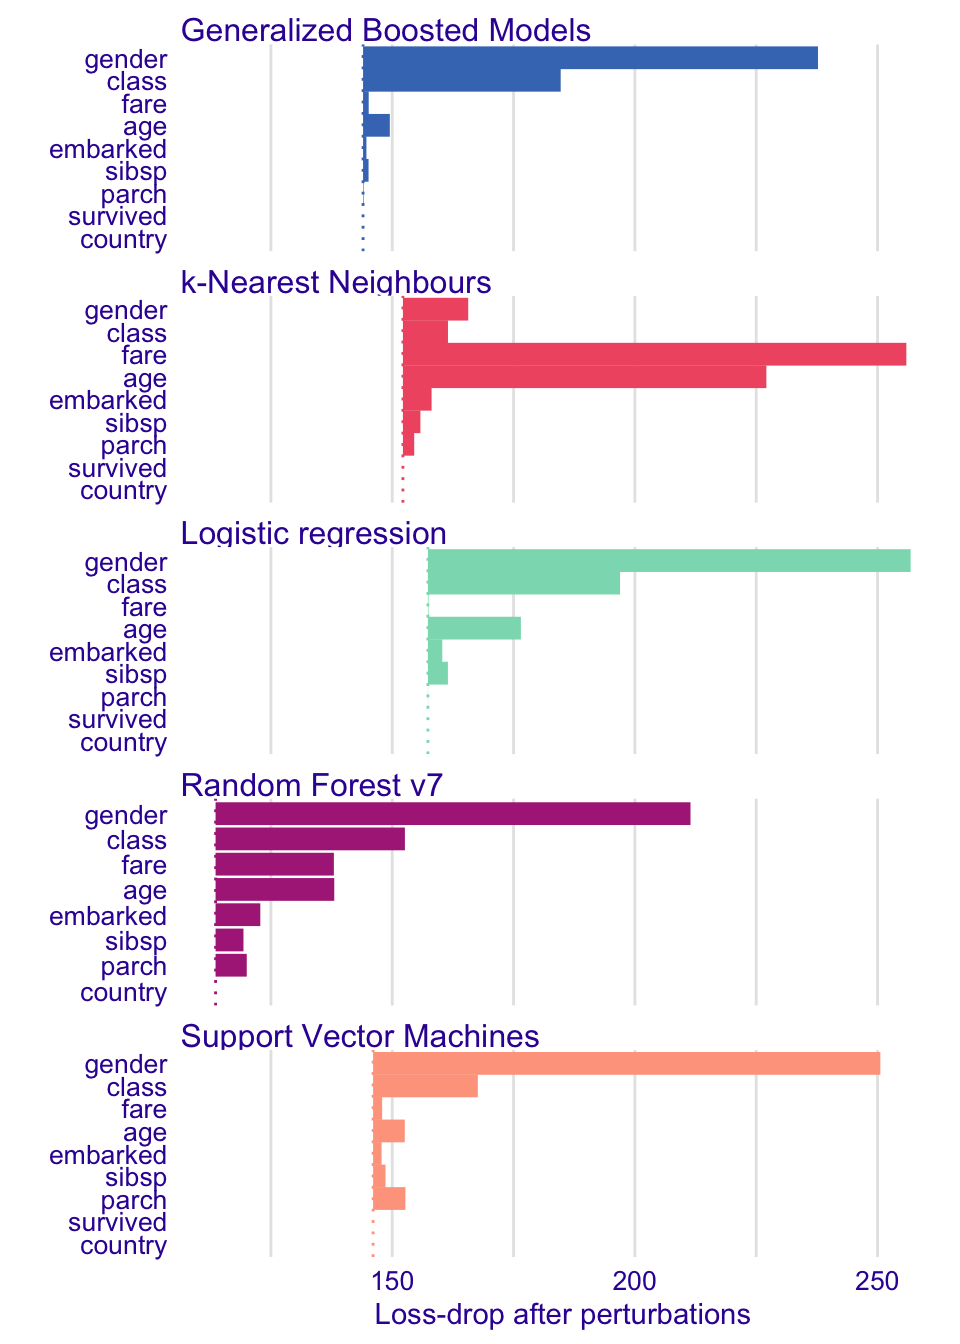 Generalized Boosted Models
gender
class
fare
age
embarked
sibsp
parch
survived
country
k-Nearest Neighbours
gender
class
fare
age
embarked
sibsp
parch
survived
country
Logistic regression
gender
class
fare
age
embarked
sibsp
parch
survived
country
Random Forest v7
gender
class
fare
age
embarked
sibsp
parch
country
Support Vector Machines
gender
class
fare
age
embarked
sibsp
parch
survived
country
150 200 250
Loss-drop after perturbations